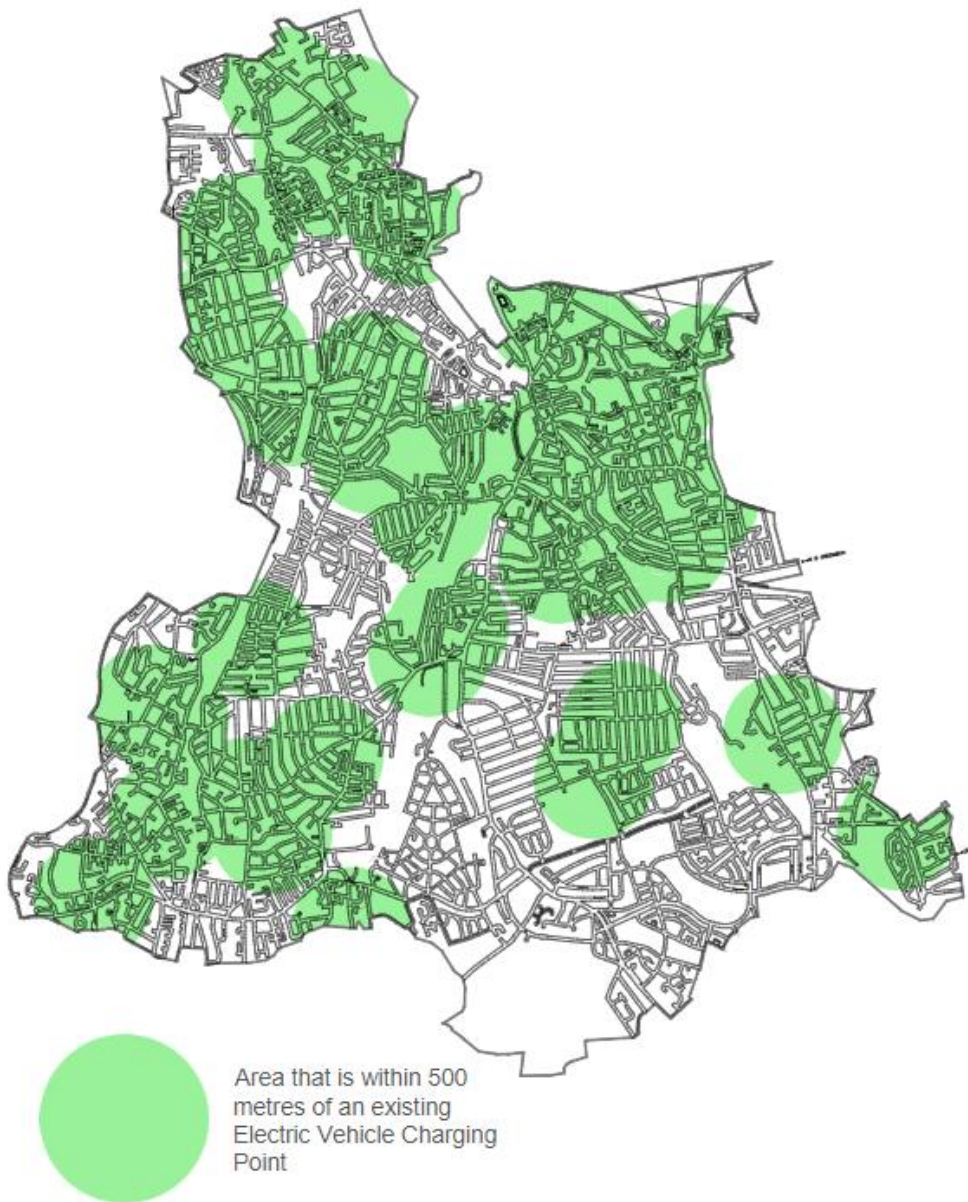 Area that is within 500
metres of an existing
Electric Vehicle Charging
Point